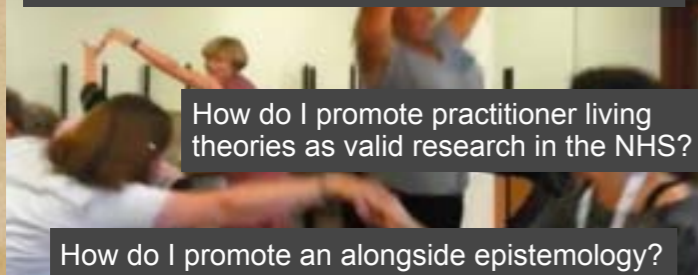 How do I promote practitioner living
theories as valid research in the NHS?
How do I promote an alongside epistemology?